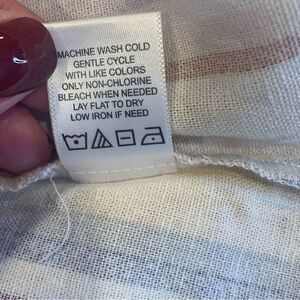 MACHINE WASH COLD
GENTLE CYCLE
WITH LIKE COLORS
ONLY NON-CHLORINE
BLEACH WHEN NEEDED
LAY FLAT TO DRY
LOW IRON IF NEED